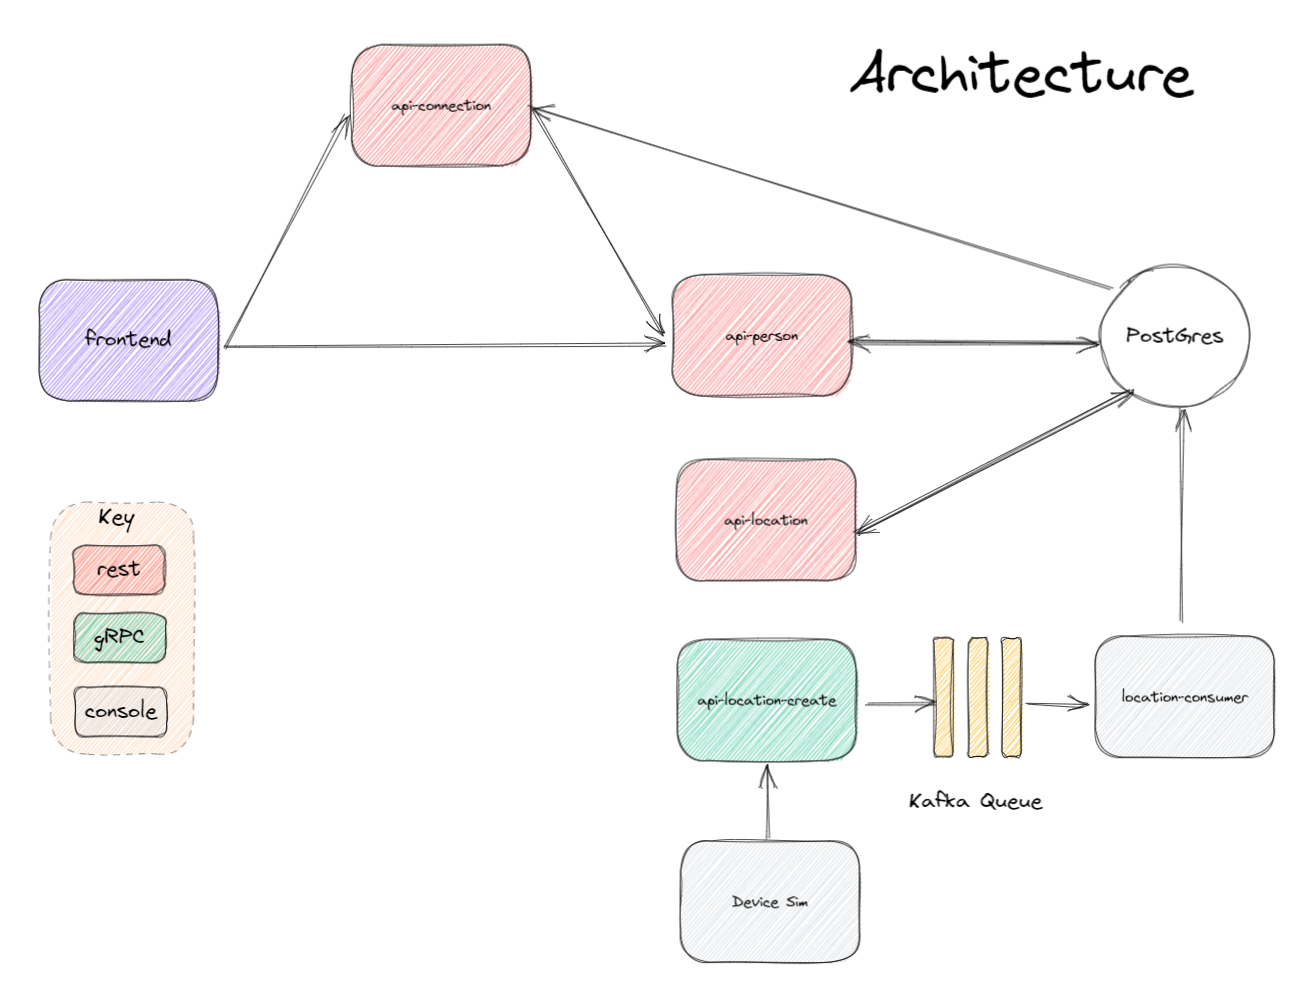 Architecture
api-connection
frontend
api-person
PostGres
api-location
Key
rest
gRPC
console
api-location-create
location-consumer
Kafka Queue
Device Sim